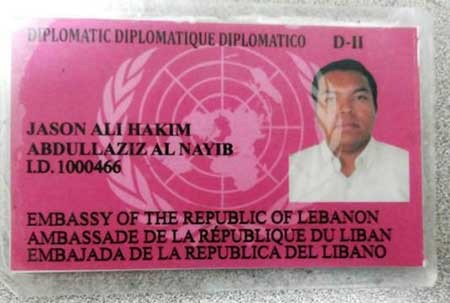 DIPLOMATIC DIPLOMATIQUE DIPLOMATICO D-II
JASON ALI HAKIM
ABDULLAZIZ AL NAYIB
I.D. 1000466
EMBASSY OF THE REPUBLIC OF LEBANON
AMBASSADE DE LA RÉPUBLIQUE DU LIBAN
EMBAJADA DE LA REPUBLICA DEL LIBANO